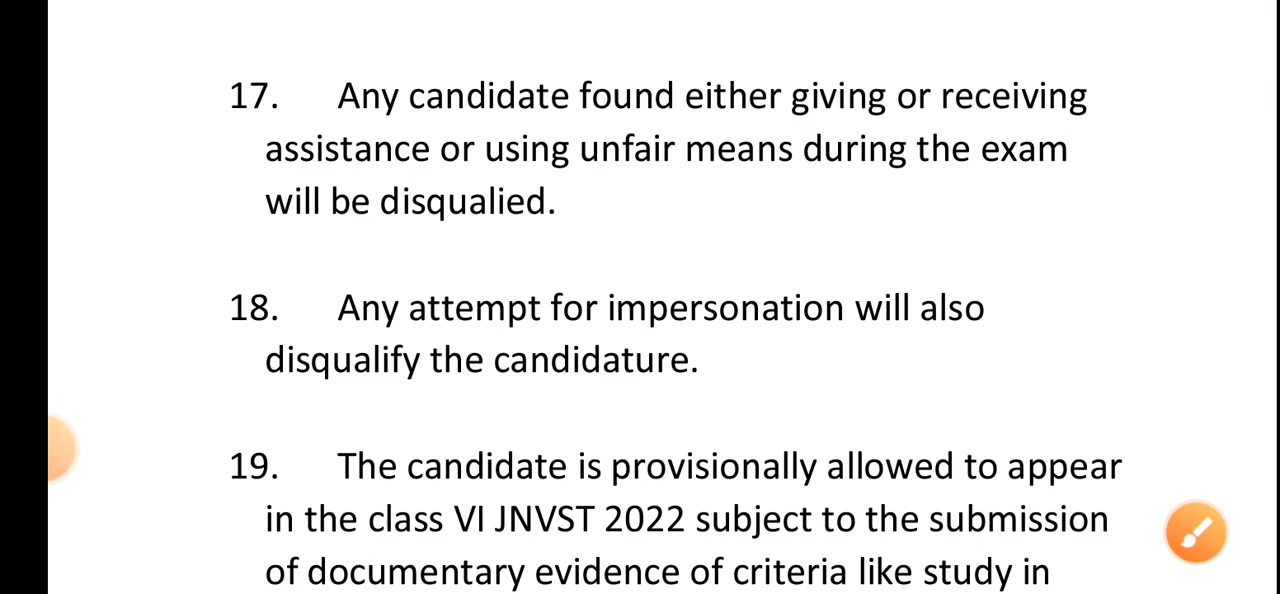 17. Any candidate found either giving or receiving
assistance or using unfair means during the exam
will be disqualied.
18. Any attempt for impersonation will also
disqualify the candidature.
19. The candidate is provisionally allowed to appear
in the class VI JNVST 2022 subject to the submission
of documentary evidence of criteria like study in